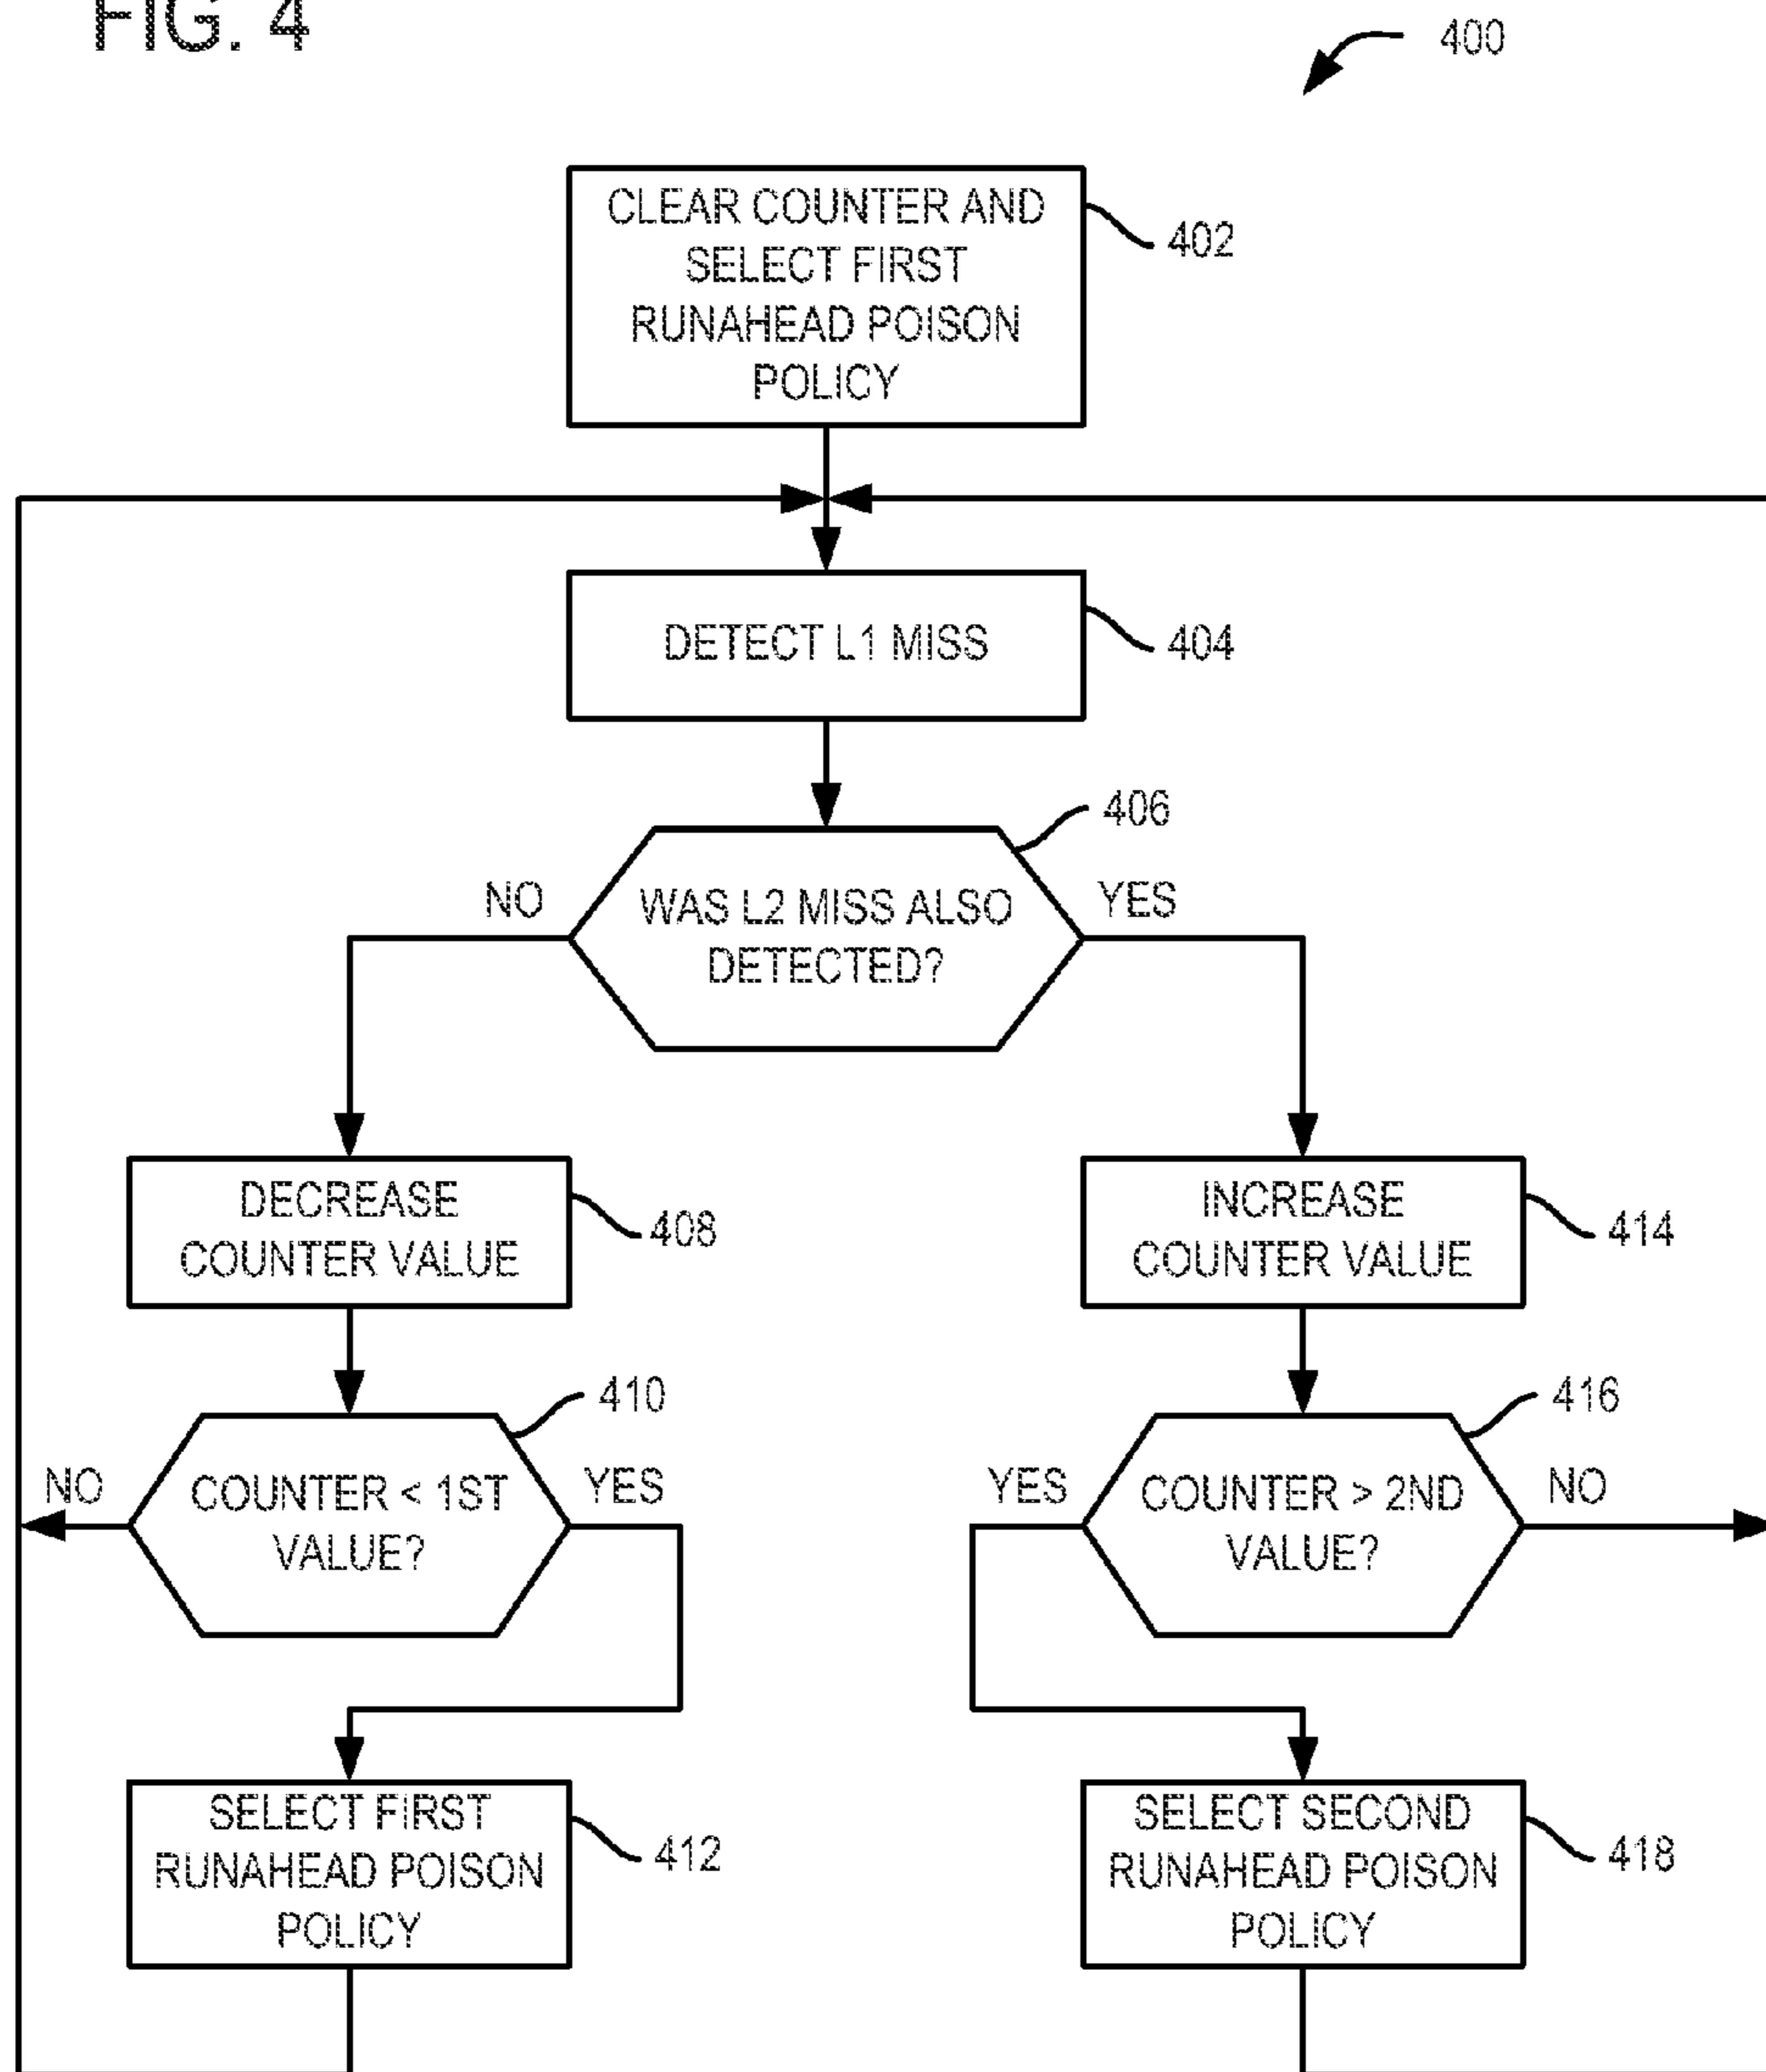 FIG. 4
400
CLEAR COUNTER AND
SELECT FIRST
RUNAHEAD POISON
POLICY
402
DETECT L1 MISS
404
406
NO
WAS L2 MISS ALSO
DETECTED?
YES
DECREASE
COUNTER VALUE
408
INCREASE
COUNTER VALUE
414
410
NO
COUNTER < 1ST
VALUE?
YES
416
YES
COUNTER > 2ND
VALUE?
NO
SELECT FIRST
RUNAHEAD POISON
POLICY
412
SELECT SECOND
RUNAHEAD POISON
POLICY
418